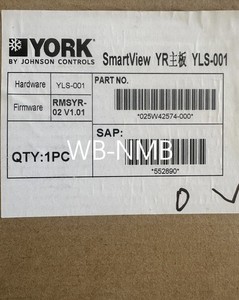 YORK
BY JOHNSON CONTROLS
SmartView YR主板 YLS-001
Hardware YLS-001
PART NO.
Firmware RMSYR-02 V1.01
*025W42574-000*
SAP:
QTY:1PC
WB-NMB
*552890*